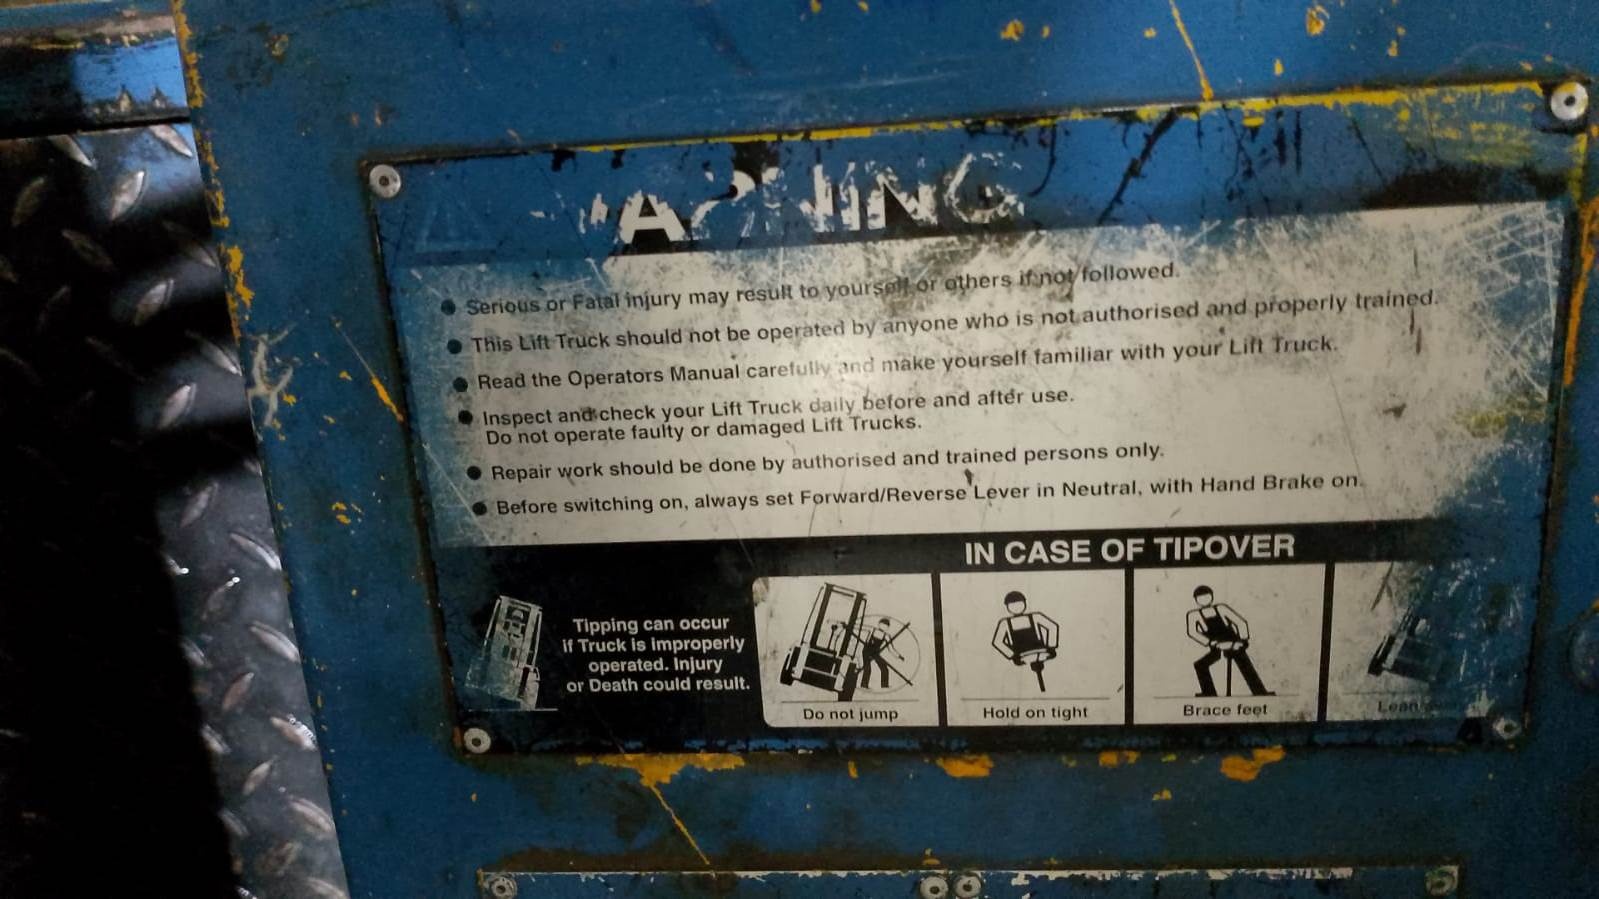 WARNING
● Serious or Fatal injury may result to yourself or others if not followed.
● This Lift Truck should not be operated by anyone who is not authorised and properly trained.
● Read the Operators Manual carefully and make yourself familiar with your Lift Truck.
● Inspect and check your Lift Truck daily before and after use.
Do not operate faulty or damaged Lift Trucks.
● Repair work should be done by authorised and trained persons only.
● Before switching on, always set Forward/Reverse Lever in Neutral, with Hand Brake on.
IN CASE OF TIPOVER
Tipping can occur
if Truck is improperly
operated. Injury
or Death could result.
Do not jump
Hold on tight
Brace feet
Lean